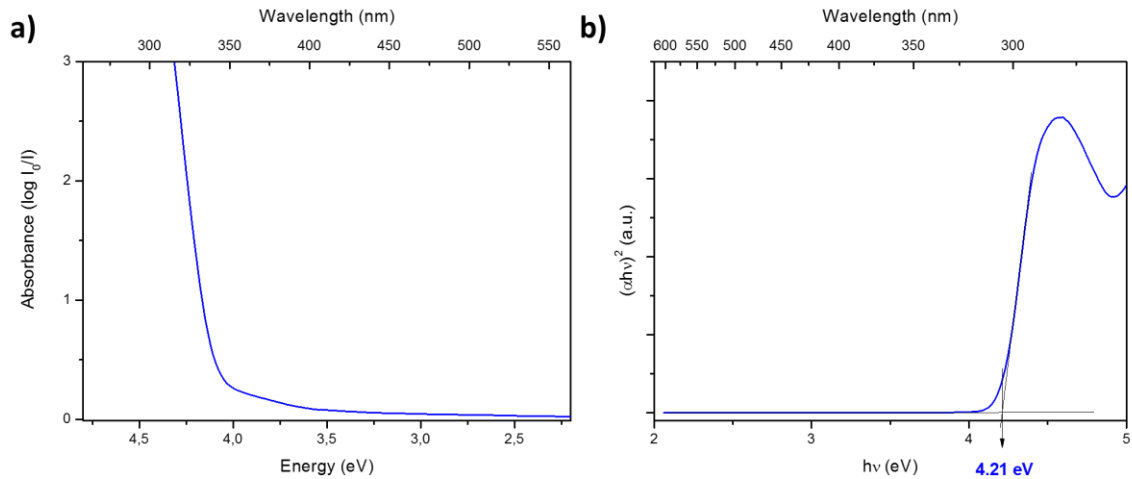 a)
Wavelength (nm)
300 350 400 450 500 550
3
2
1
0
Absorbance (log I₀/I)
4,5 4,0 3,5 3,0 2,5
Energy (eV)
b)
Wavelength (nm)
600 550 500 450 400 350 300
(αhν)² (a.u.)
2 3 4 5
hν (eV)
4.21 eV